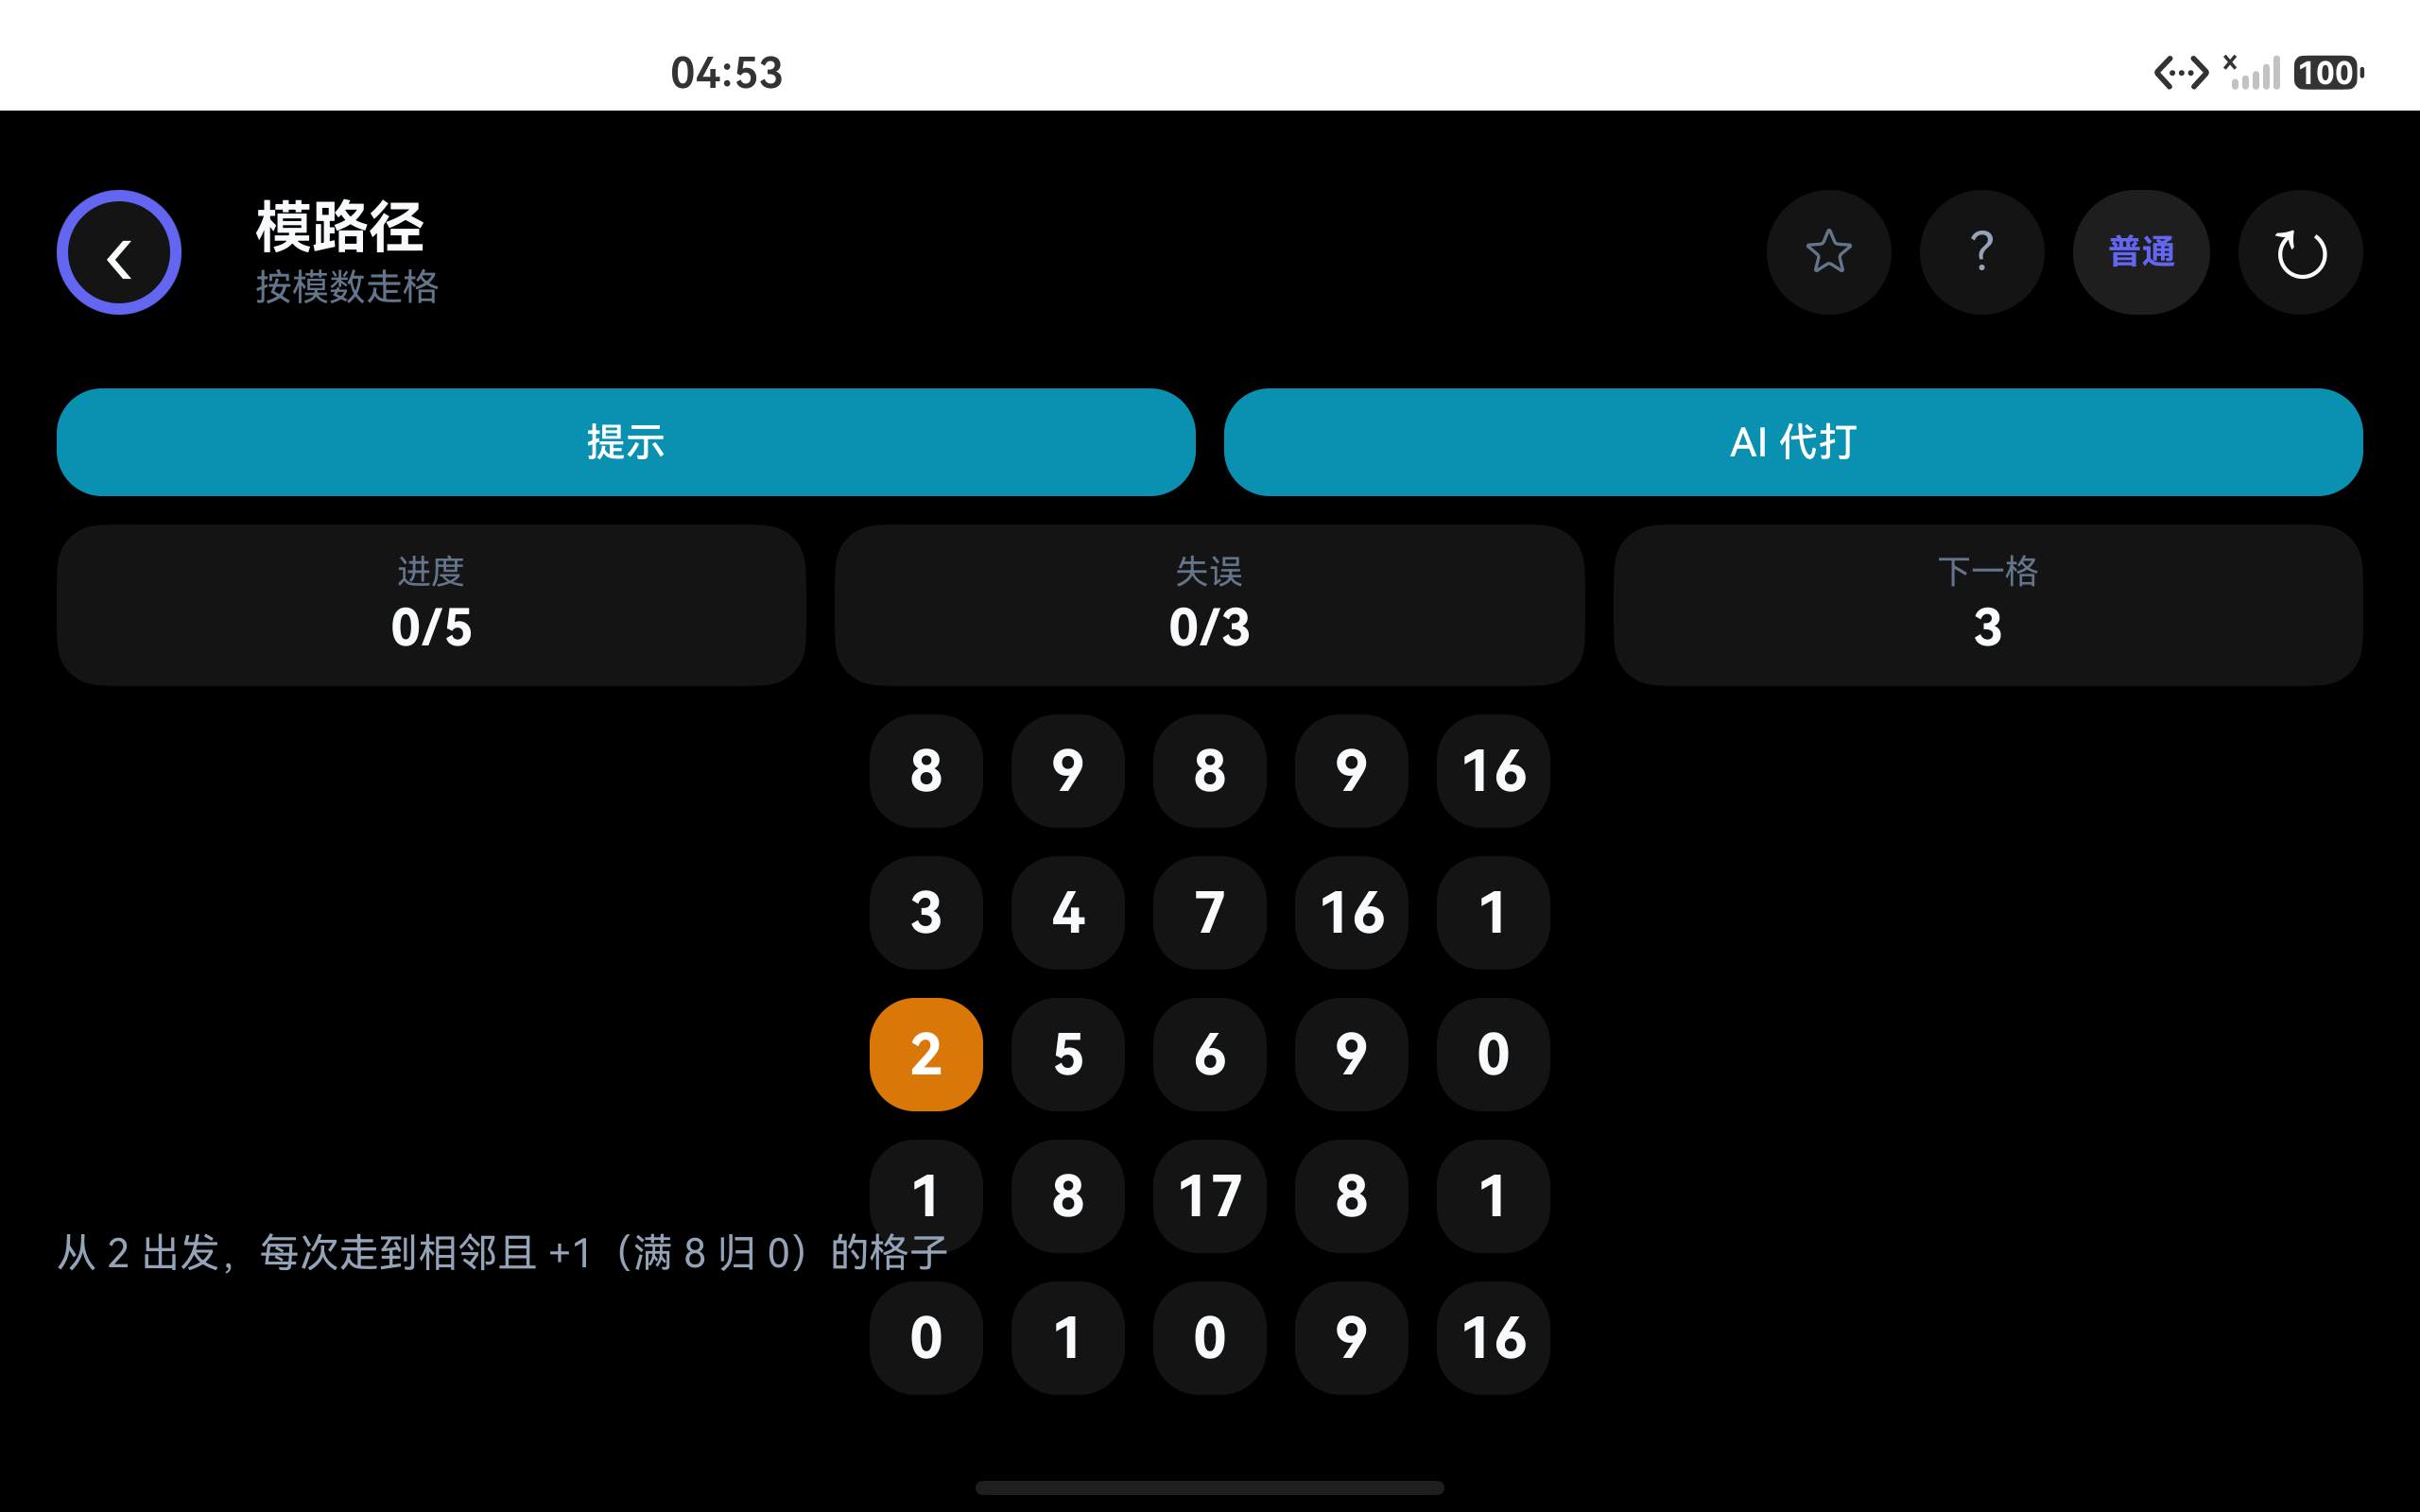 04:53
100
模路径
按模数走格
?
普通
提示
AI 代打
进度
0/5
失误
0/3
下一格
3
8 9 8 9 16
3 4 7 16 1
2 5 6 9 0
1 8 17 8 1
从 2 出发，每次走到相邻且 +1（满 8 归 0）的格子
0 1 0 9 16